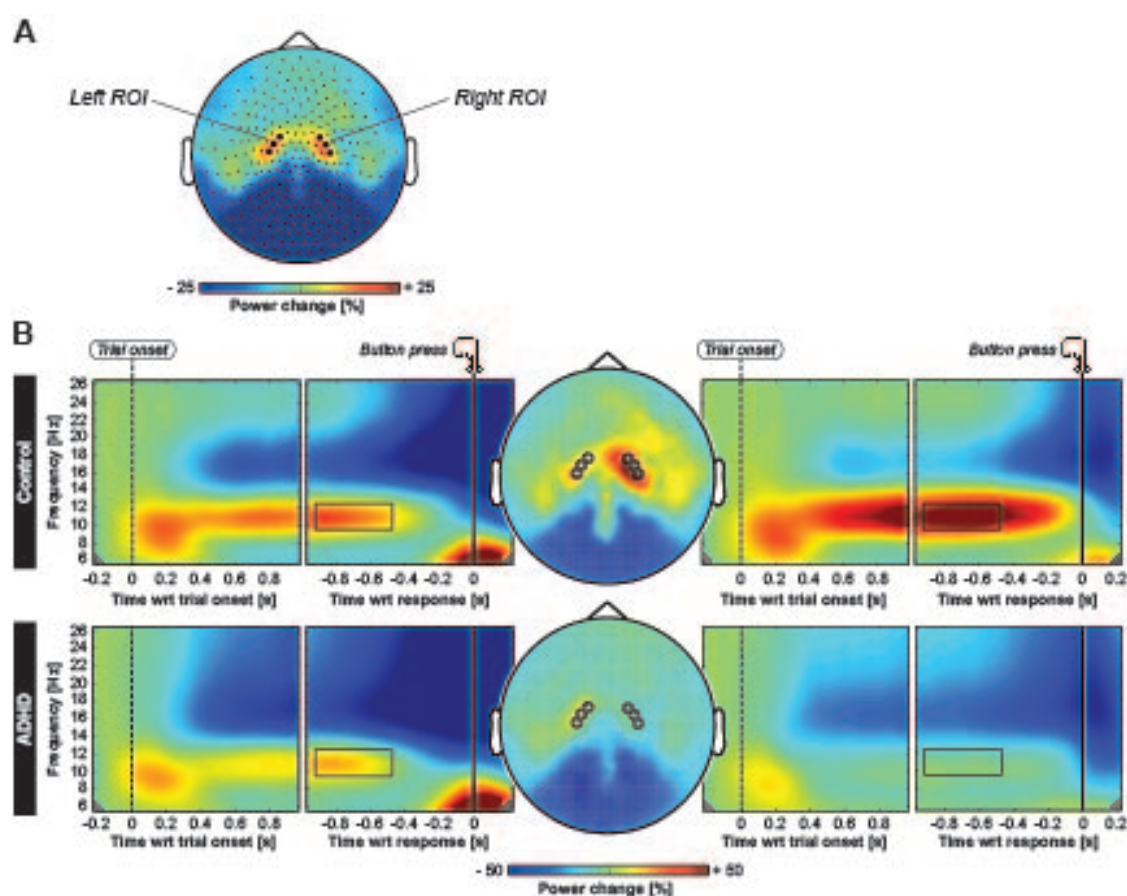 A
Left ROI
Right ROI
- 25
+ 25
Power change [%]
B
Trial onset
Button press
Trial onset
Button press
Control
Frequency [Hz]
26
24
22
20
18
16
14
12
10
8
6
-0.2 0 0.2 0.4 0.6 0.8
-0.8 -0.6 -0.4 -0.2 0
0 0.2 0.4 0.6 0.8
-0.8 -0.6 -0.4 -0.2 0 0.2
Time wrt trial onset [s]
Time wrt response [s]
Time wrt trial onset [s]
Time wrt response [s]
ADHD
Frequency [Hz]
26
24
22
20
18
16
14
12
10
8
6
-0.2 0 0.2 0.4 0.6 0.8
-0.8 -0.6 -0.4 -0.2 0
0 0.2 0.4 0.6 0.8
-0.8 -0.6 -0.4 -0.2 0 0.2
Time wrt trial onset [s]
Time wrt response [s]
Time wrt trial onset [s]
Time wrt response [s]
- 50
+ 50
Power change [%]